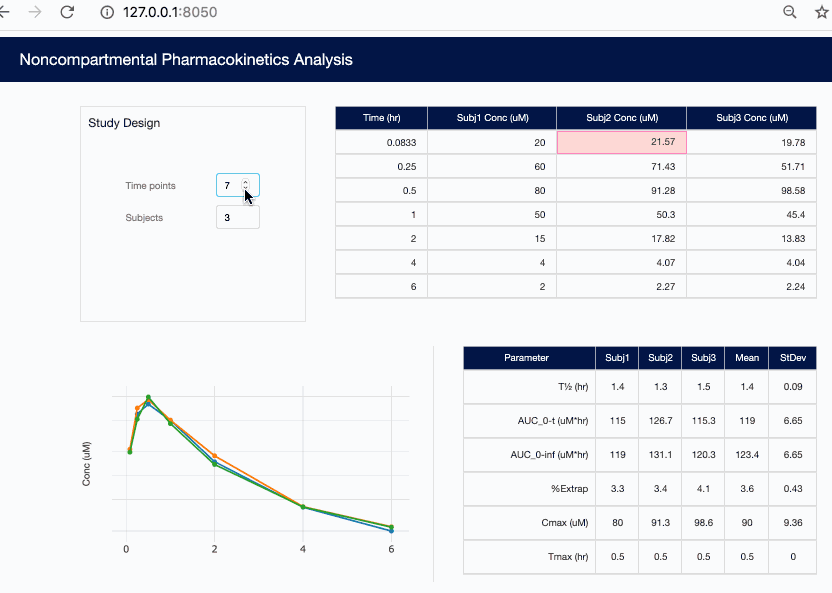 127.0.0.1:8050
Noncompartmental Pharmacokinetics Analysis
Study Design
Time points 7
Subjects 3
Time (hr) Subj1 Conc (uM) Subj2 Conc (uM) Subj3 Conc (uM)
0.0833 20 21.57 19.78
0.25 60 71.43 51.71
0.5 80 91.28 98.58
1 50 50.3 45.4
2 15 17.82 13.83
4 4 4.07 4.04
6 2 2.27 2.24
Conc (uM)
0 2 4 6
Parameter Subj1 Subj2 Subj3 Mean StDev
T½ (hr) 1.4 1.3 1.5 1.4 0.09
AUC_0-t (uM*hr) 115 126.7 115.3 119 6.65
AUC_0-inf (uM*hr) 119 131.1 120.3 123.4 6.65
%Extrap 3.3 3.4 4.1 3.6 0.43
Cmax (uM) 80 91.3 98.6 90 9.36
Tmax (hr) 0.5 0.5 0.5 0.5 0